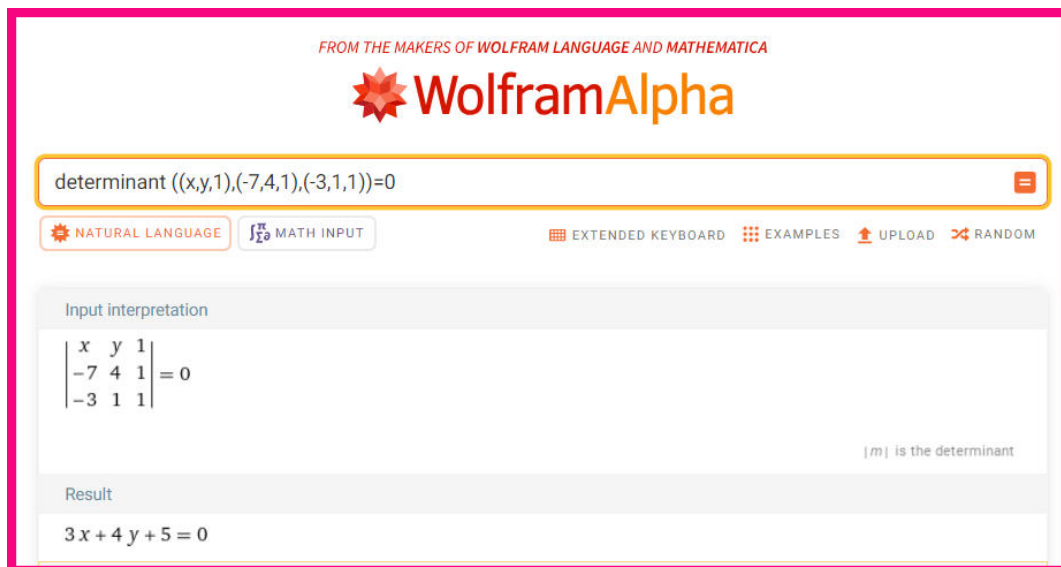 FROM THE MAKERS OF WOLFRAM LANGUAGE AND MATHEMATICA
WolframAlpha
determinant ((x,y,1),(-7,4,1),(-3,1,1))=0
NATURAL LANGUAGE ∫Σ∂π MATH INPUT EXTENDED KEYBOARD EXAMPLES UPLOAD RANDOM
Input interpretation
x y 1
-7 4 1 = 0
-3 1 1
|m| is the determinant
Result
3 x + 4 y + 5 = 0